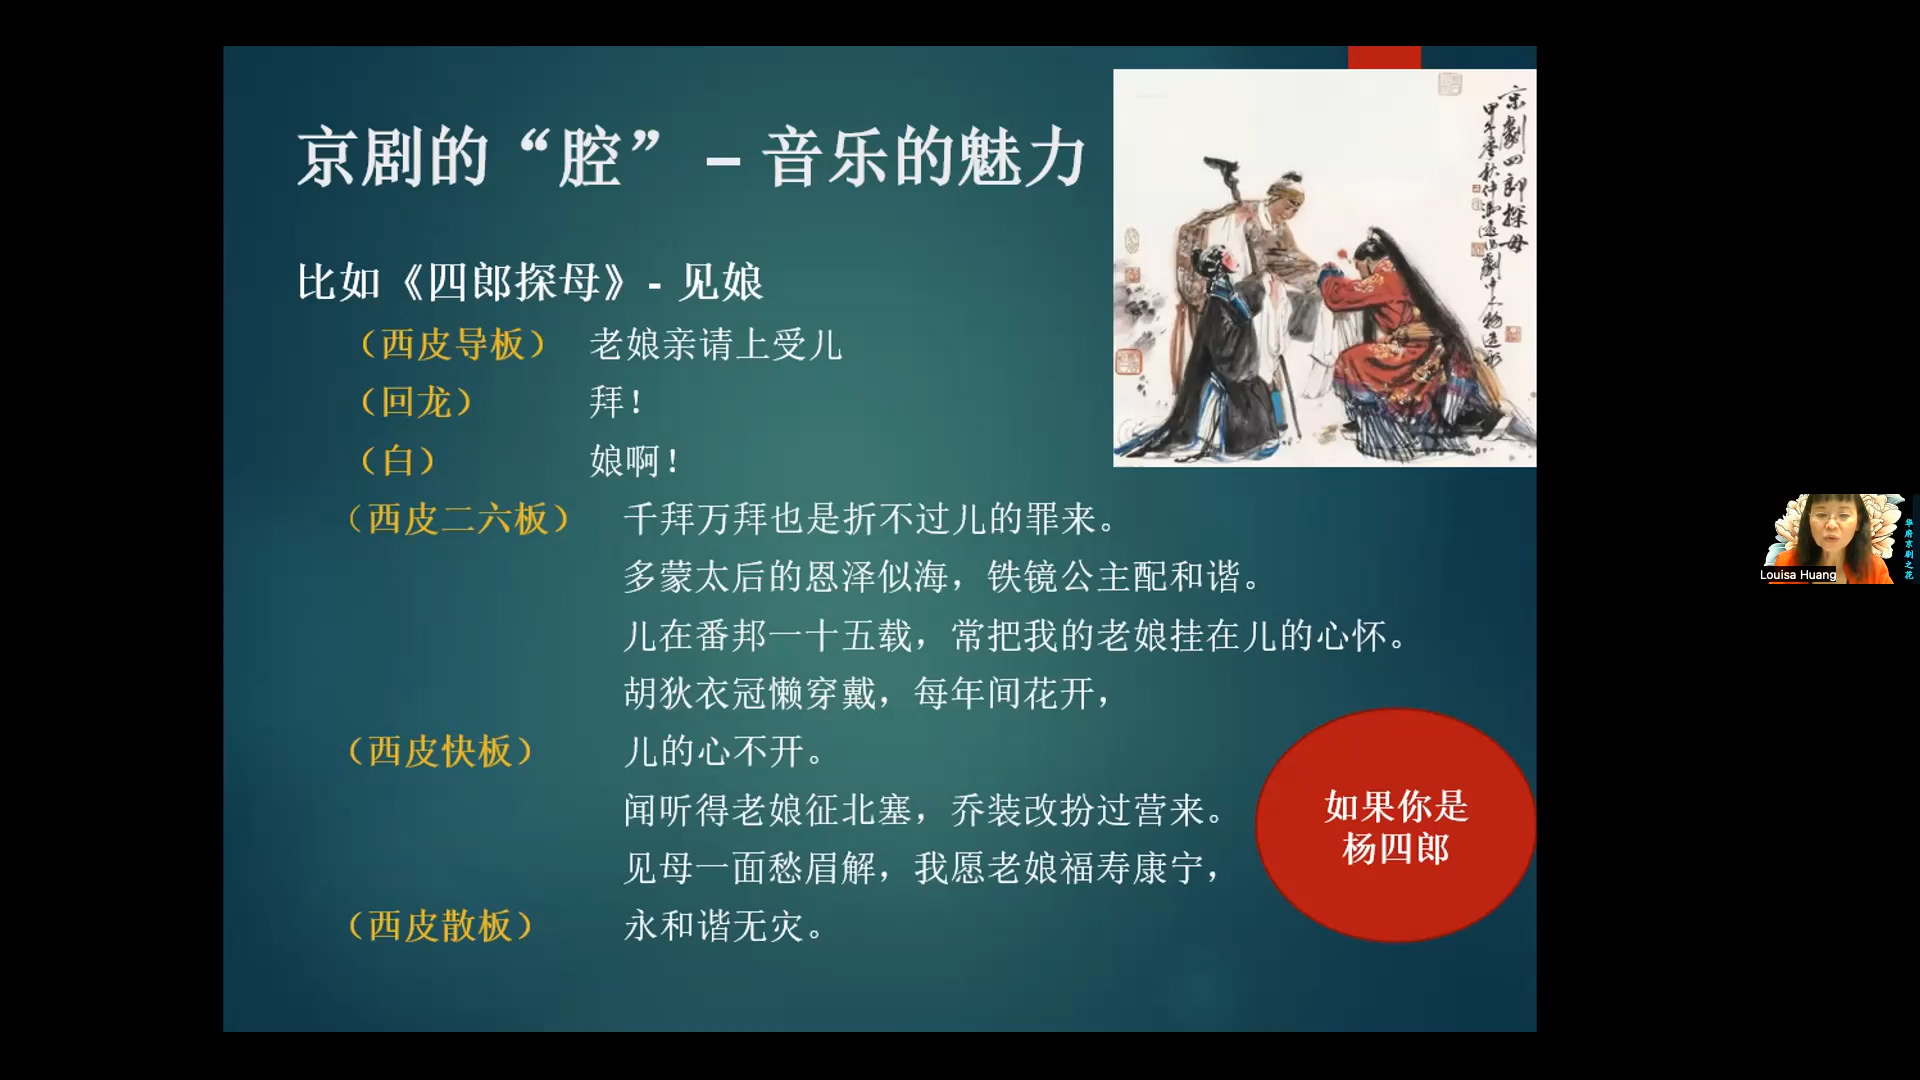 京剧的“腔” – 音乐的魅力
比如《四郎探母》- 见娘
（西皮导板） 老娘亲请上受儿
（回龙） 拜！
（白） 娘啊！
（西皮二六板） 千拜万拜也是折不过儿的罪来。
多蒙太后的恩泽似海，铁镜公主配和谐。
儿在番邦一十五载，常把我的老娘挂在儿的心怀。
胡狄衣冠懒穿戴，每年间花开，
（西皮快板） 儿的心不开。
闻听得老娘征北塞，乔装改扮过营来。
见母一面愁眉解，我愿老娘福寿康宁，
（西皮散板） 永和谐无灾。
如果你是
杨四郎
京劇四郎探母
Louisa Huang
华府京剧之花